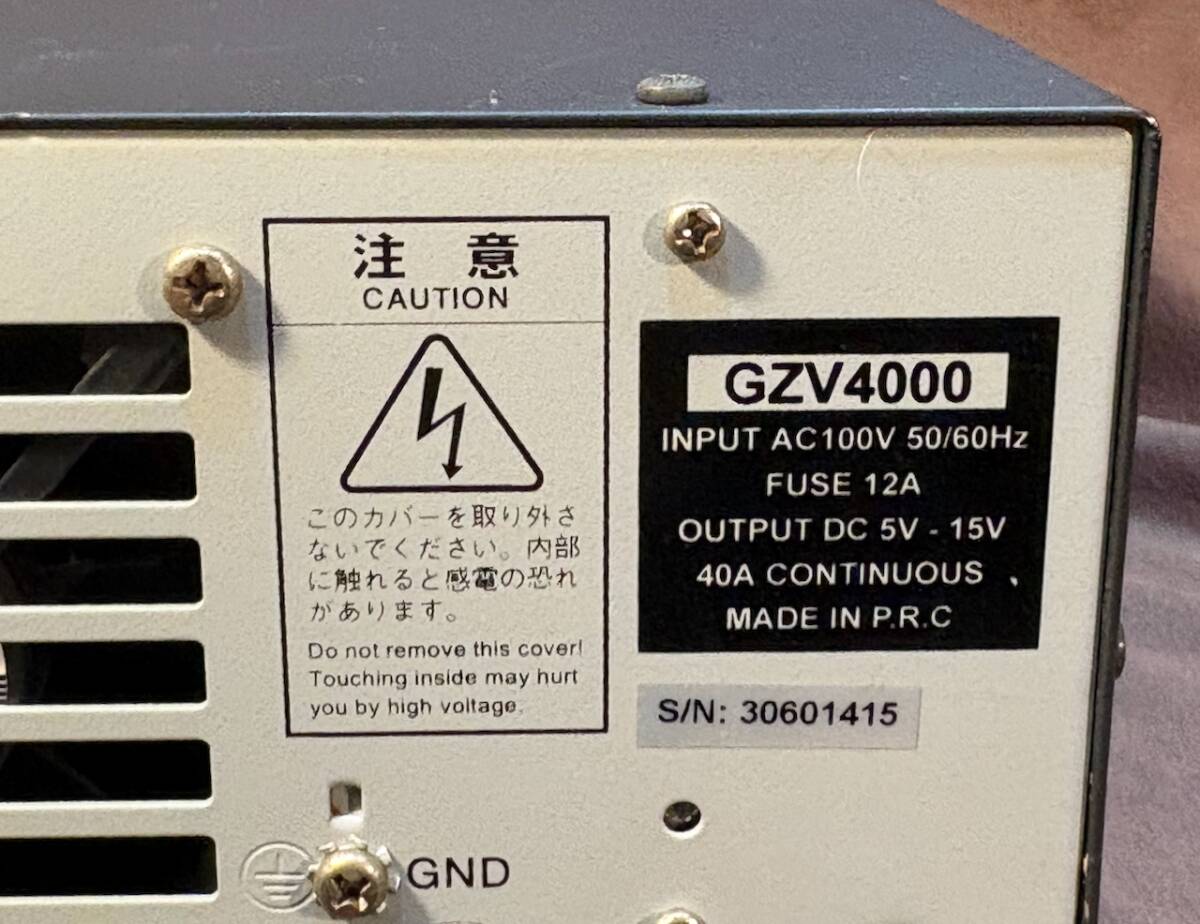 注 意
CAUTION
このカバーを取り外さ
ないでください。内部
に触れると感電の恐れ
があります。
Do not remove this cover!
Touching inside may hurt
you by high voltage.
GZV4000
INPUT AC100V 50/60Hz
FUSE 12A
OUTPUT DC 5V - 15V
40A CONTINUOUS 、
MADE IN P.R.C
S/N: 30601415
GND